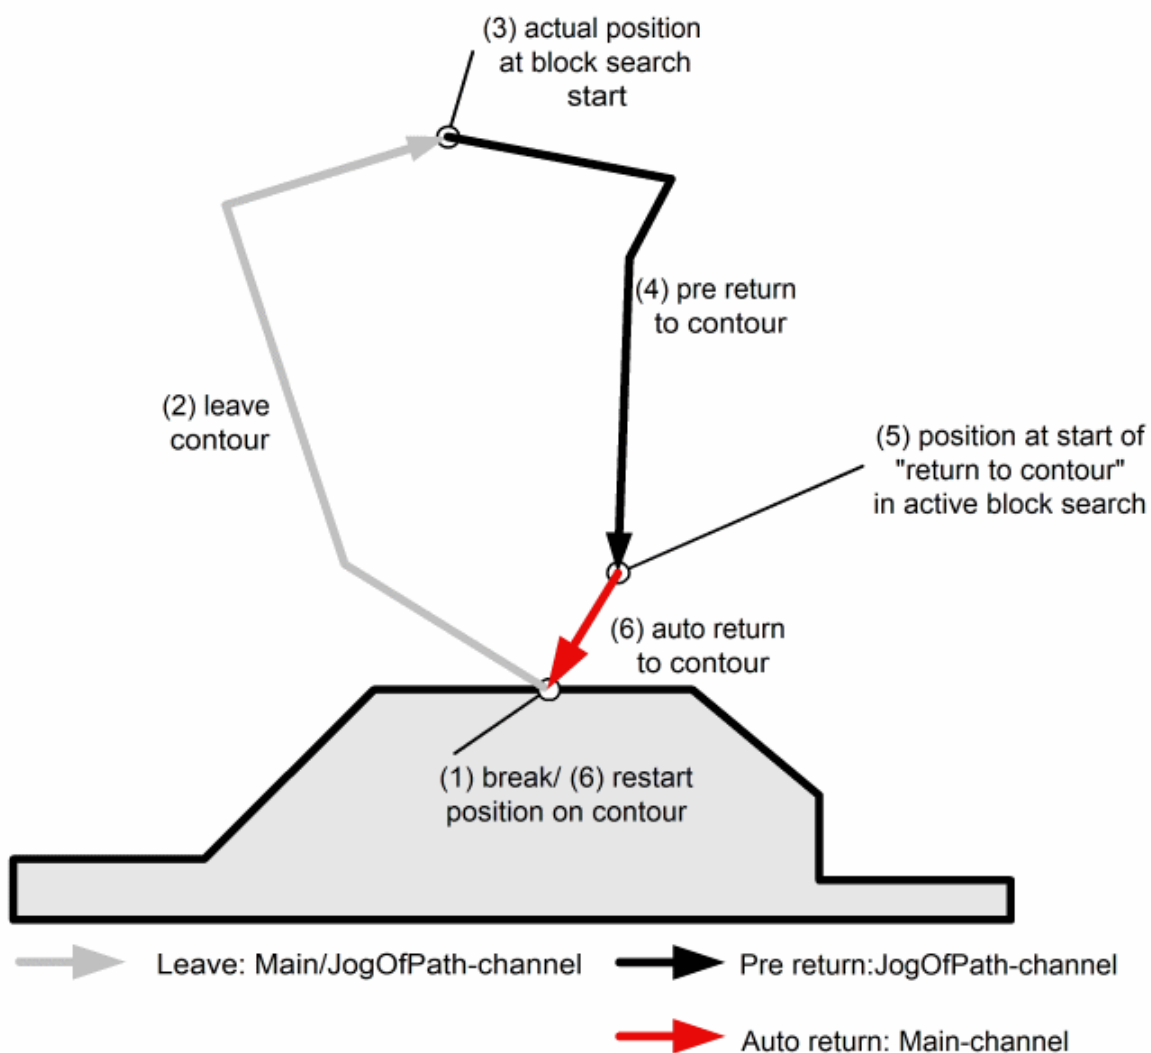 (3) actual position
at block search
start
(4) pre return
to contour
(2) leave
contour
(5) position at start of
"return to contour"
in active block search
(6) auto return
to contour
(1) break/ (6) restart
position on contour
Leave: Main/JogOfPath-channel
Pre return:JogOfPath-channel
Auto return: Main-channel